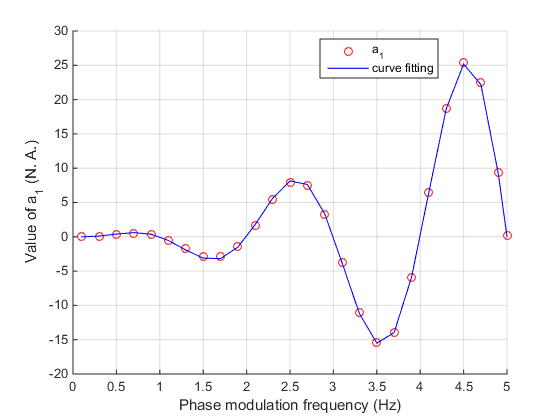 30
25
20
15
10
5
0
-5
-10
-15
-20
0 0.5 1 1.5 2 2.5 3 3.5 4 4.5 5
Value of a1 (N. A.)
Phase modulation frequency (Hz)
a1
curve fitting